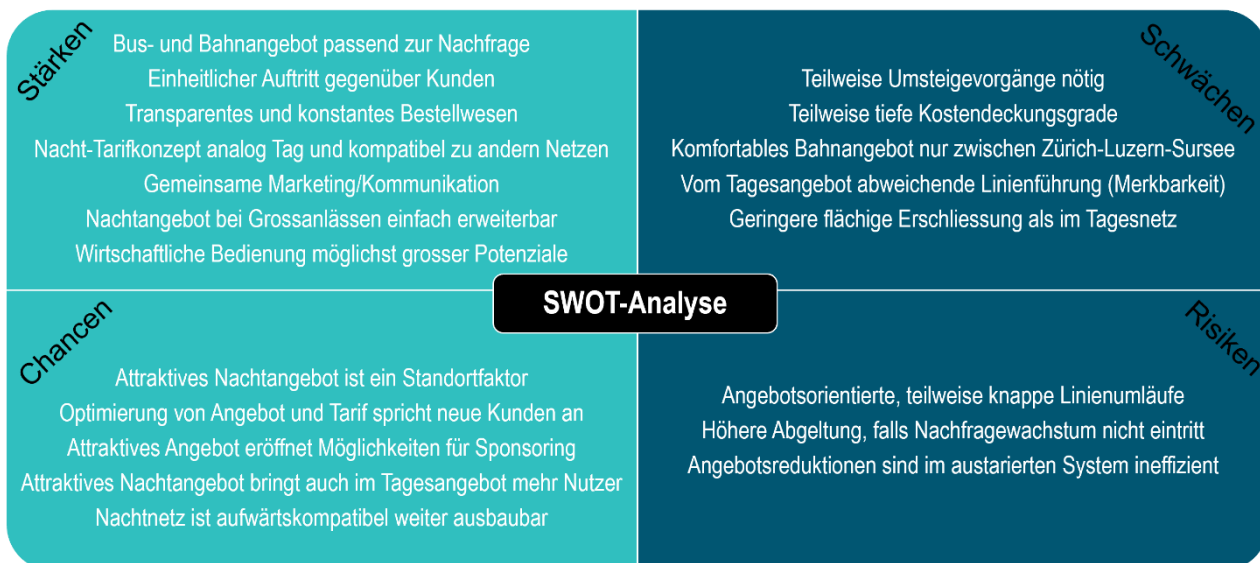 Stärken
Bus- und Bahnangebot passend zur Nachfrage
Einheitlicher Auftritt gegenüber Kunden
Transparentes und konstantes Bestellwesen
Nacht-Tarifkonzept analog Tag und kompatibel zu andern Netzen
Gemeinsame Marketing/Kommunikation
Nachtangebot bei Grossanlässen einfach erweiterbar
Wirtschaftliche Bedienung möglichst grosser Potenziale
Schwächen
Teilweise Umsteigevorgänge nötig
Teilweise tiefe Kostendeckungsgrade
Komfortables Bahnangebot nur zwischen Zürich-Luzern-Sursee
Vom Tagesangebot abweichende Linienführung (Merkbarkeit)
Geringere flächige Erschliessung als im Tagesnetz
SWOT-Analyse
Chancen
Attraktives Nachtangebot ist ein Standortfaktor
Optimierung von Angebot und Tarif spricht neue Kunden an
Attraktives Angebot eröffnet Möglichkeiten für Sponsoring
Attraktives Nachtangebot bringt auch im Tagesangebot mehr Nutzer
Nachtnetz ist aufwärtskompatibel weiter ausbaubar
Risiken
Angebotsorientierte, teilweise knappe Linienumläufe
Höhere Abgeltung, falls Nachfragewachstum nicht eintritt
Angebotsreduktionen sind im austarierten System ineffizient